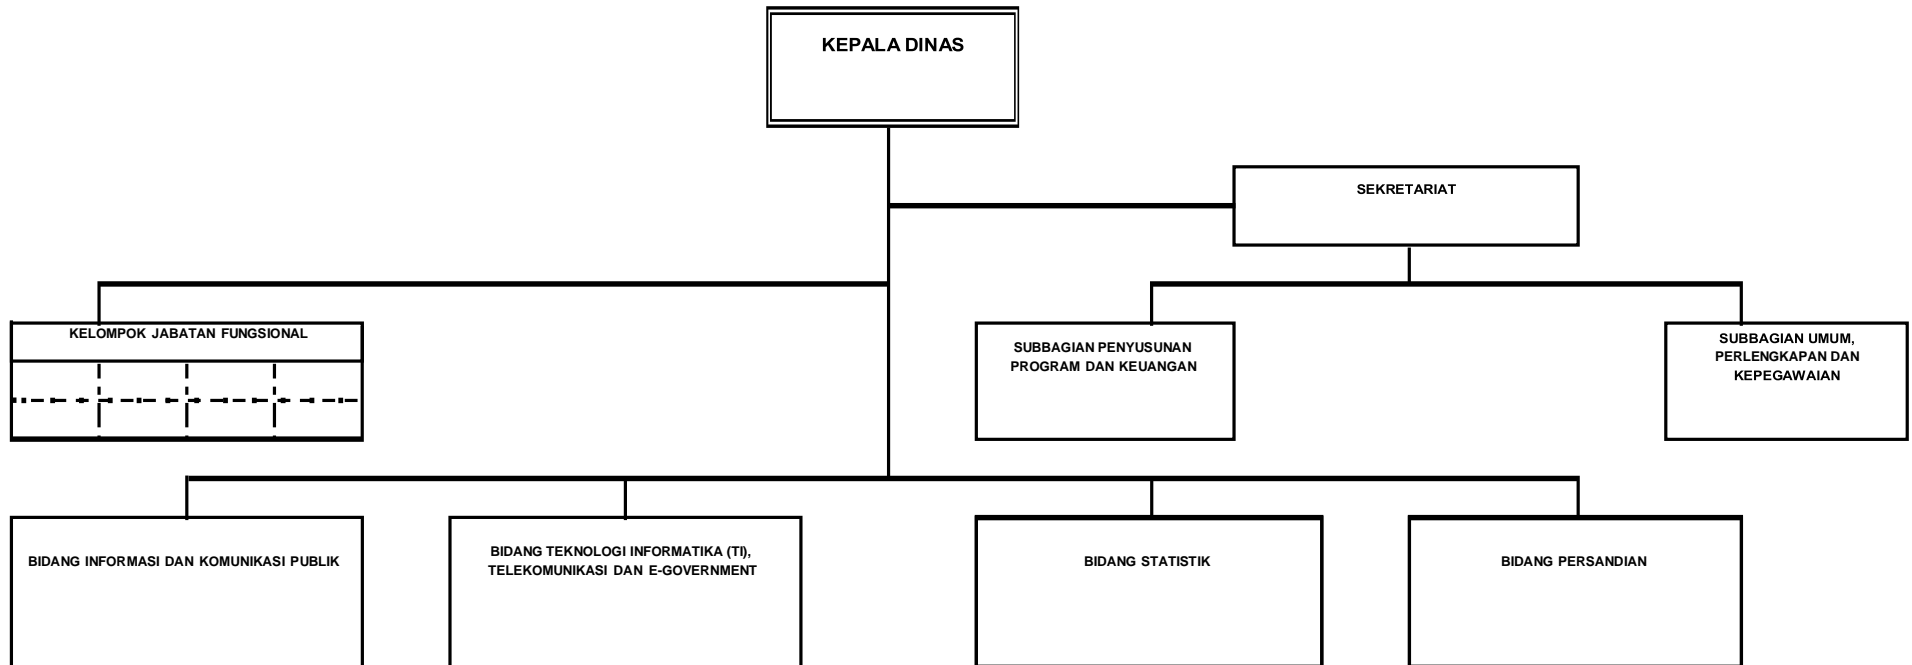 KEPALA DINAS
SEKRETARIAT
KELOMPOK JABATAN FUNGSIONAL
SUBBAGIAN PENYUSUNAN
PROGRAM DAN KEUANGAN
SUBBAGIAN UMUM,
PERLENGKAPAN DAN
KEPEGAWAIAN
BIDANG INFORMASI DAN KOMUNIKASI PUBLIK
BIDANG TEKNOLOGI INFORMATIKA (TI),
TELEKOMUNIKASI DAN E-GOVERNMENT
BIDANG STATISTIK
BIDANG PERSANDIAN